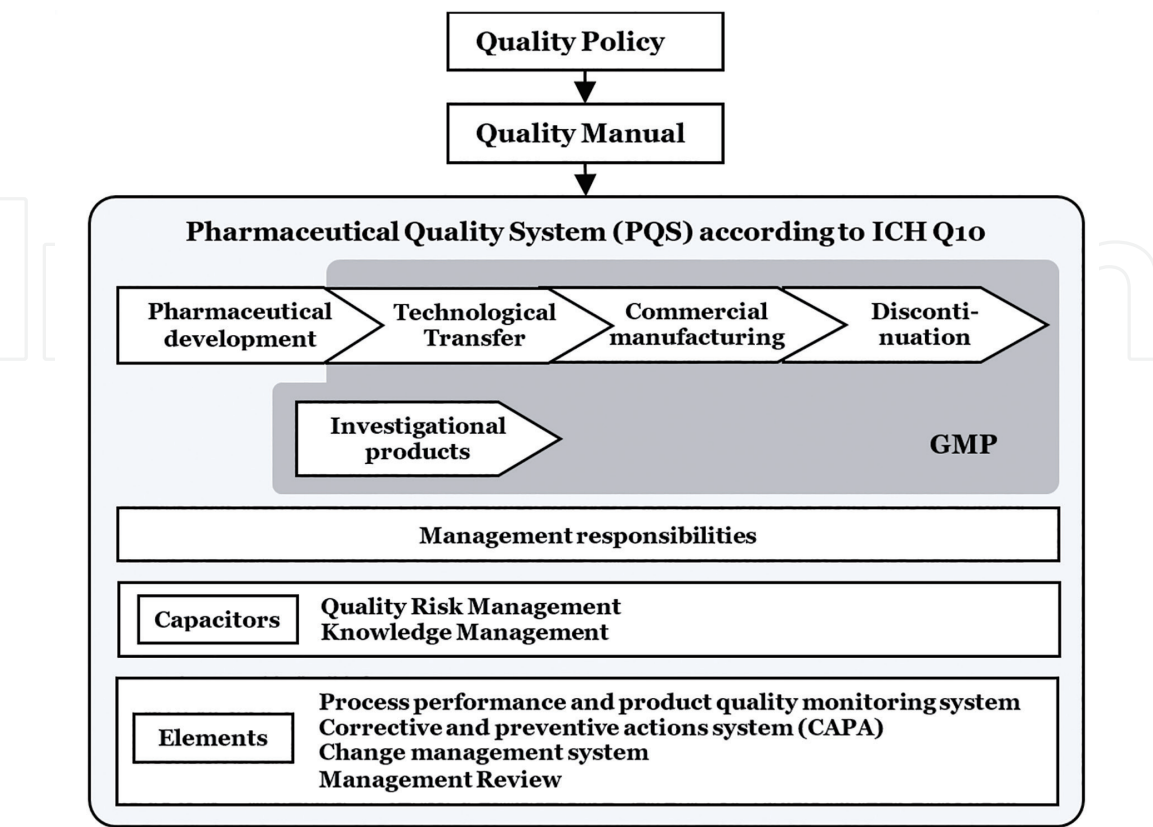 Quality Policy
Quality Manual
Pharmaceutical Quality System (PQS) according to ICH Q10
Pharmaceutical
development
Technological
Transfer
Commercial
manufacturing
Disconti-
nuation
Investigational
products
GMP
Management responsibilities
Capacitors
Quality Risk Management
Knowledge Management
Elements
Process performance and product quality monitoring system
Corrective and preventive actions system (CAPA)
Change management system
Management Review